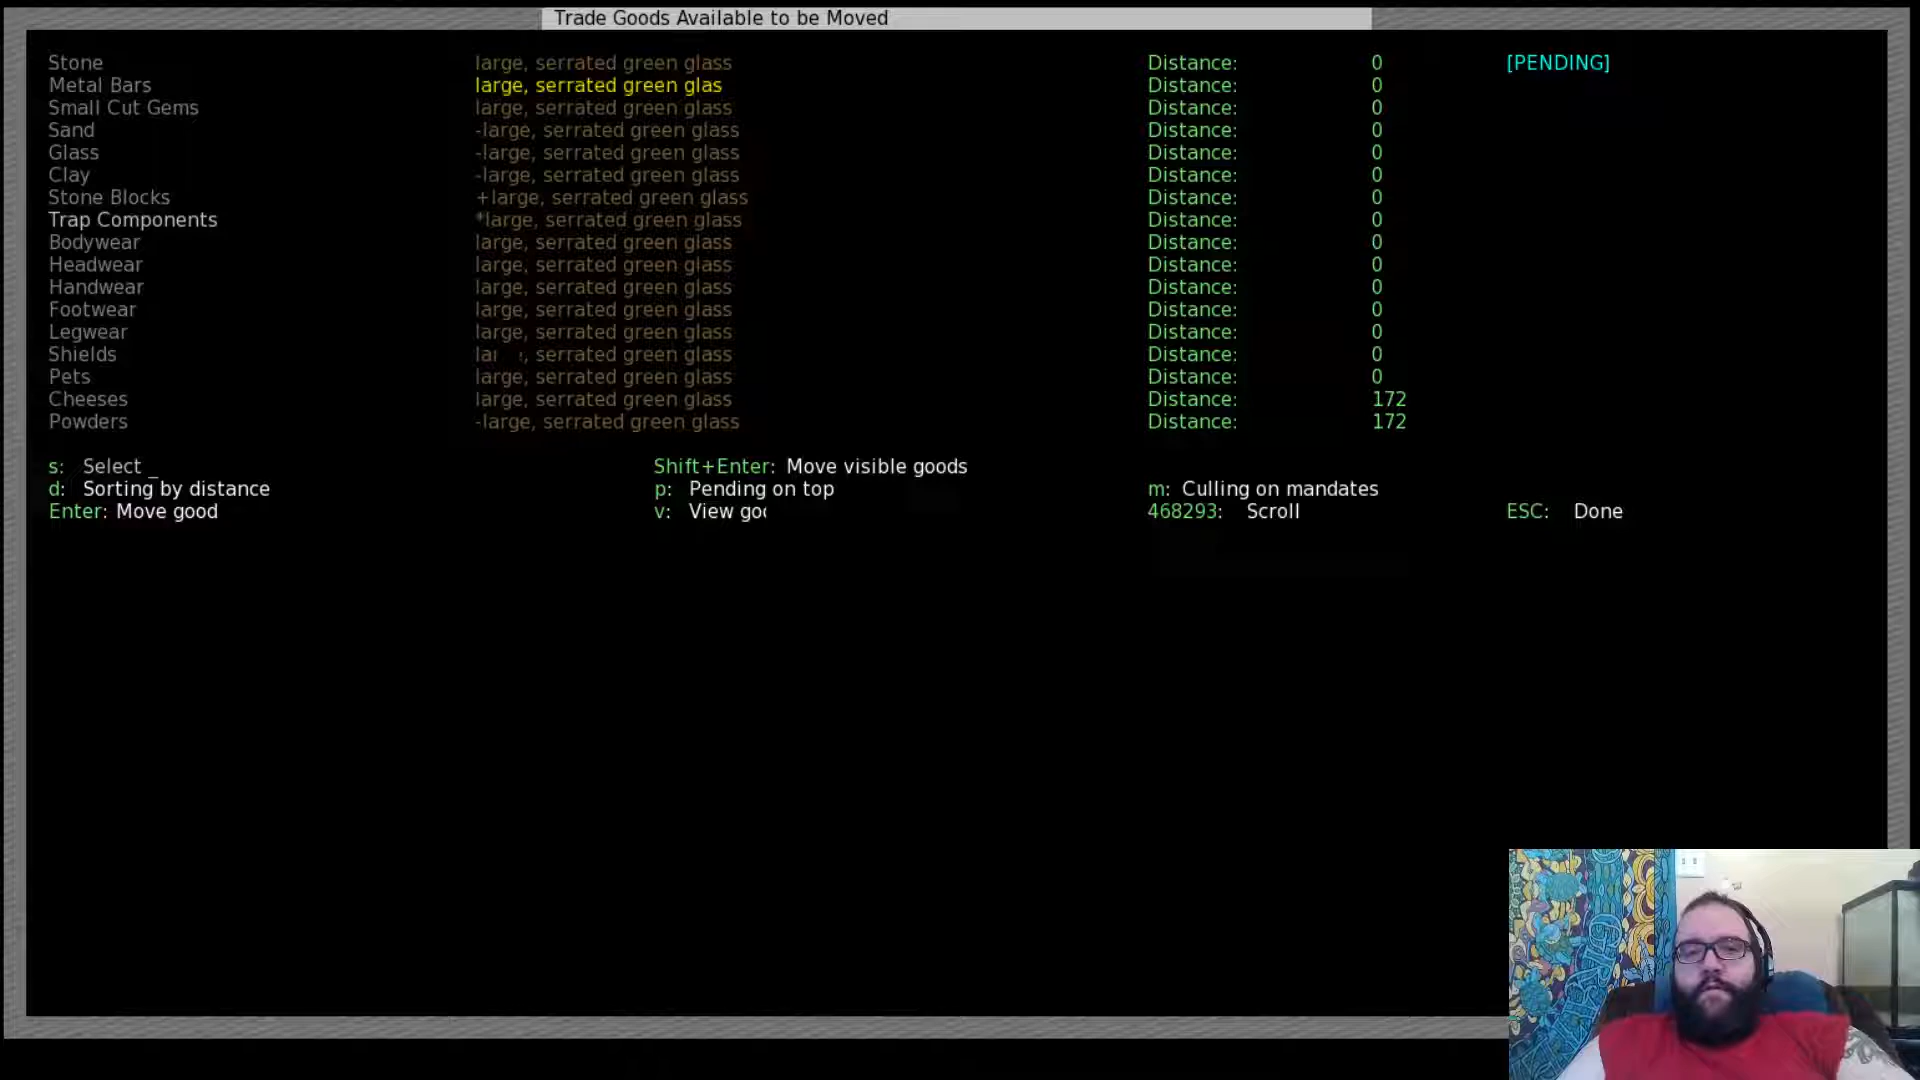 Trade Goods Available to be Moved
Stone large, serrated green glass Distance: 0 [PENDING]
Metal Bars large, serrated green glas Distance: 0
Small Cut Gems large, serrated green glass Distance: 0
Sand -large, serrated green glass Distance: 0
Glass -large, serrated green glass Distance: 0
Clay -large, serrated green glass Distance: 0
Stone Blocks +large, serrated green glass Distance: 0
Trap Components *large, serrated green glass Distance: 0
Bodywear large, serrated green glass Distance: 0
Headwear large, serrated green glass Distance: 0
Handwear large, serrated green glass Distance: 0
Footwear large, serrated green glass Distance: 0
Legwear large, serrated green glass Distance: 0
Shields serrated green glass Distance: 0
Pets large, serrated green glass Distance: 0
Cheeses large, serrated green glass Distance: 172
Powders -large, serrated green glass Distance: 172
s: Select _ Shift+Enter: Move visible goods
d: Sorting by distance p: Pending on top m: Culling on mandates
Enter: Move good v: View 468293: Scroll ESC: Done